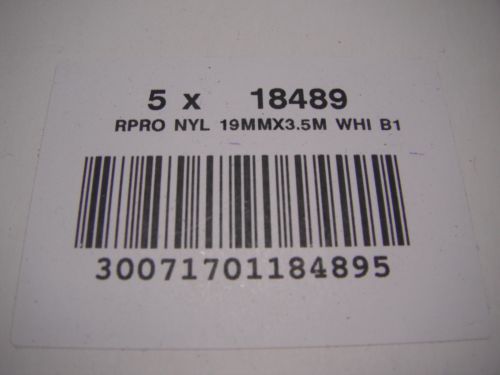 5 x 18489
RPRO NYL 19MMX3.5M WHI B1
30071701184895